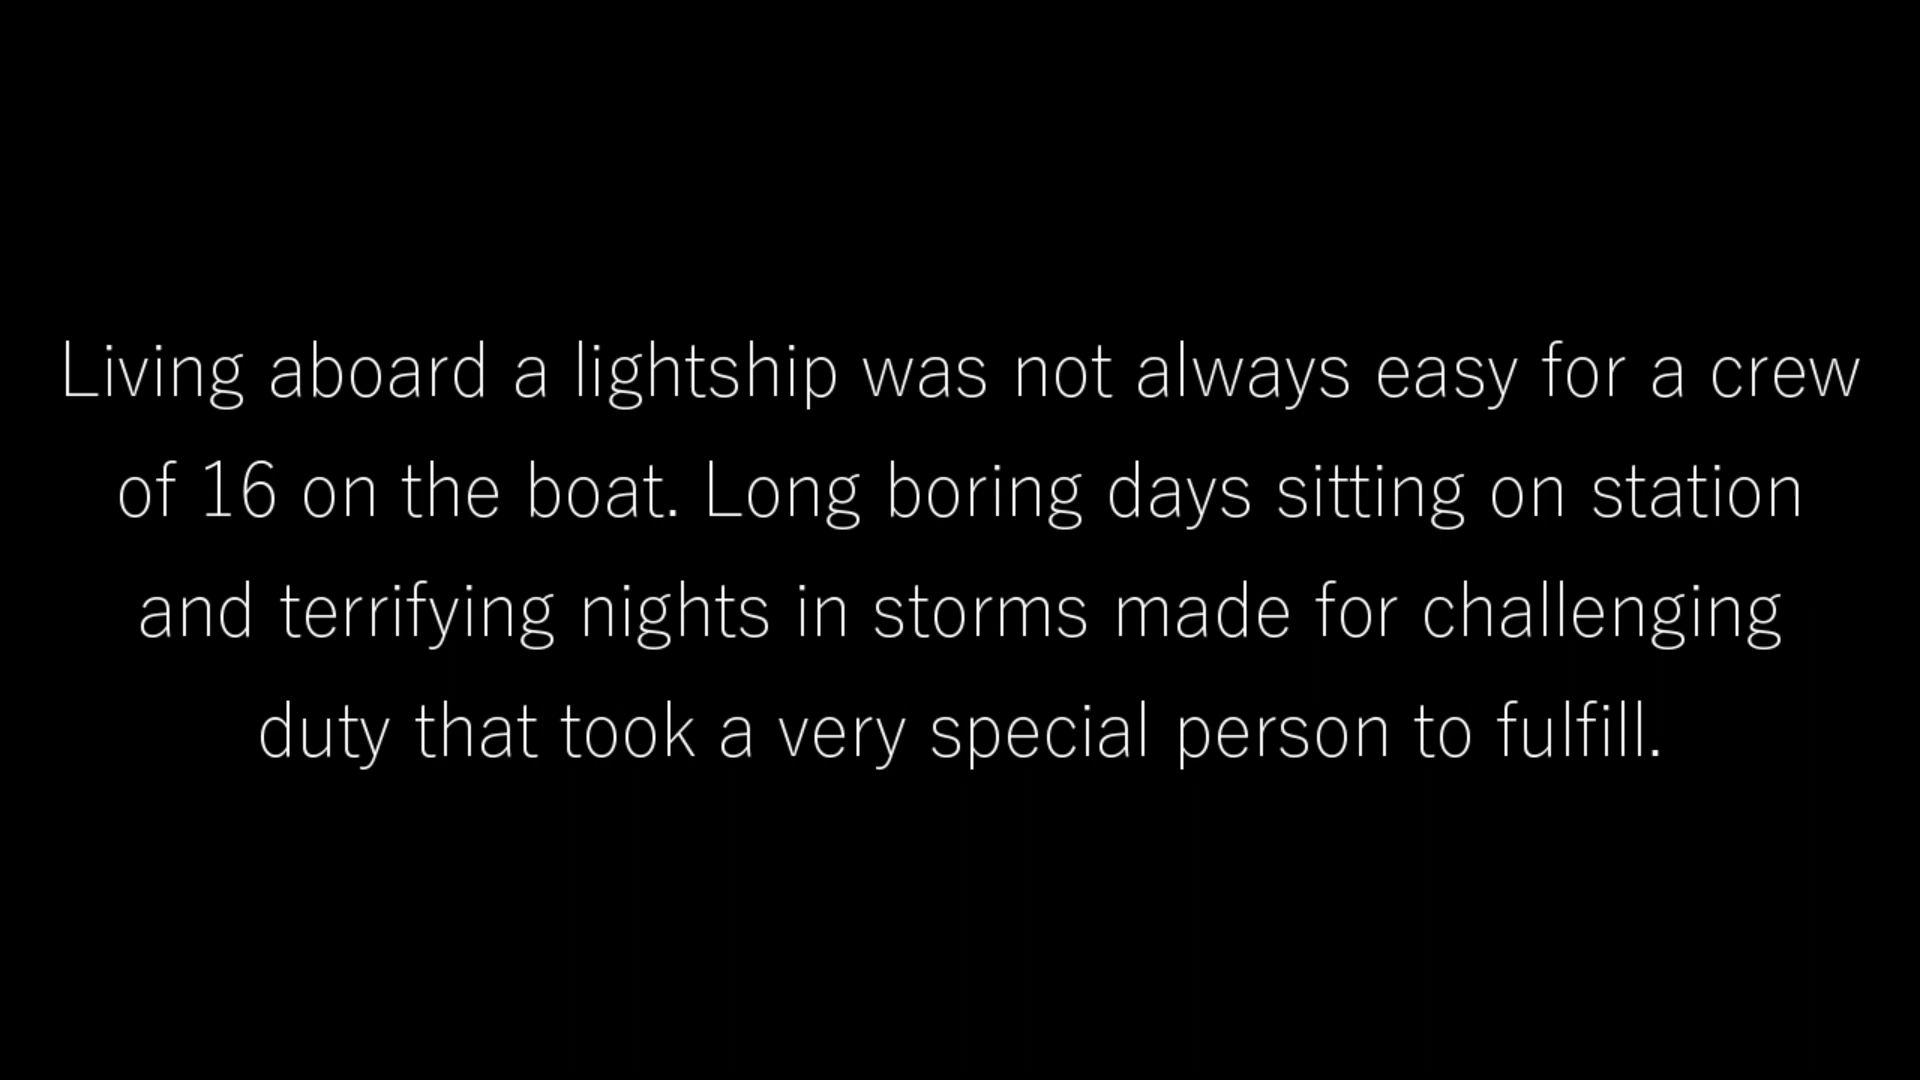 Living aboard a lightship was not always easy for a crew
of 16 on the boat. Long boring days sitting on station
and terrifying nights in storms made for challenging
duty that took a very special person to fulfill.